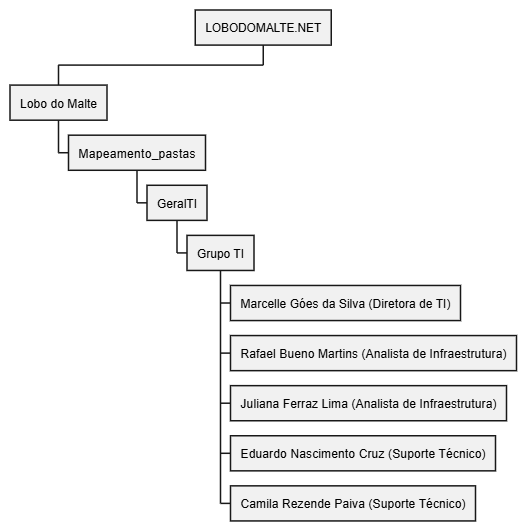 LOBODOMALTE.NET
Lobo do Malte
Mapeamento_pastas
GeralTI
Grupo TI
Marcelle Góes da Silva (Diretora de TI)
Rafael Bueno Martins (Analista de Infraestrutura)
Juliana Ferraz Lima (Analista de Infraestrutura)
Eduardo Nascimento Cruz (Suporte Técnico)
Camila Rezende Paiva (Suporte Técnico)